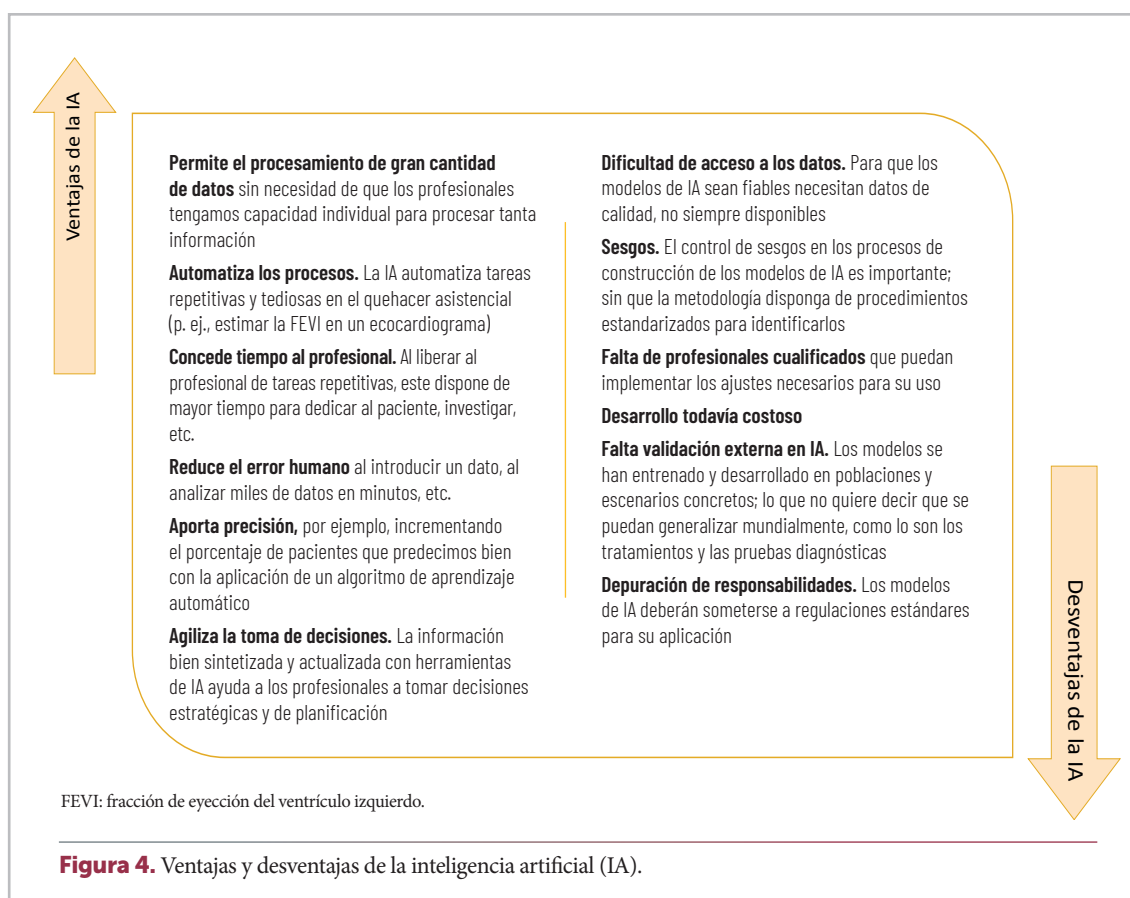 Ventajas de la IA
Permite el procesamiento de gran cantidad
de datos sin necesidad de que los profesionales
tengamos capacidad individual para procesar tanta
información
Automatiza los procesos. La IA automatiza tareas
repetitivas y tediosas en el quehacer asistencial
(p. ej., estimar la FEVI en un ecocardiograma)
Concede tiempo al profesional. Al liberar al
profesional de tareas repetitivas, este dispone de
mayor tiempo para dedicar al paciente, investigar,
etc.
Reduce el error humano al introducir un dato, al
analizar miles de datos en minutos, etc.
Aporta precisión, por ejemplo, incrementando
el porcentaje de pacientes que predecimos bien
con la aplicación de un algoritmo de aprendizaje
automático
Agiliza la toma de decisiones. La información
bien sintetizada y actualizada con herramientas
de IA ayuda a los profesionales a tomar decisiones
estratégicas y de planificación
Dificultad de acceso a los datos. Para que los
modelos de IA sean fiables necesitan datos de
calidad, no siempre disponibles
Sesgos. El control de sesgos en los procesos de
construcción de los modelos de IA es importante;
sin que la metodología disponga de procedimientos
estandarizados para identificarlos
Falta de profesionales cualificados que puedan
implementar los ajustes necesarios para su uso
Desarrollo todavía costoso
Falta validación externa en IA. Los modelos se
han entrenado y desarrollado en poblaciones y
escenarios concretos; lo que no quiere decir que se
puedan generalizar mundialmente, como lo son los
tratamientos y las pruebas diagnósticas
Depuración de responsabilidades. Los modelos
de IA deberán someterse a regulaciones estándares
para su aplicación
Desventajas de la IA
FEVI: fracción de eyección del ventrículo izquierdo.
Figura 4. Ventajas y desventajas de la inteligencia artificial (IA).